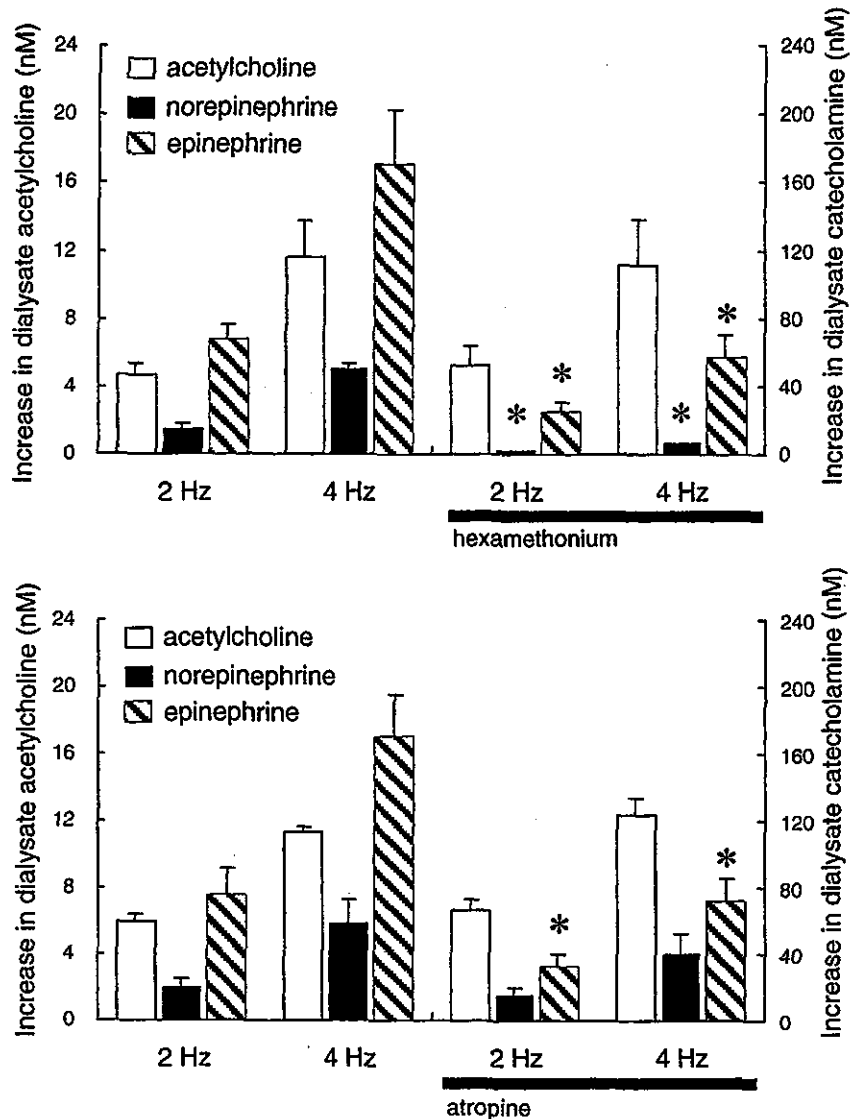 Increase in dialysate acetylcholine (nM)
24
20
16
12
8
4
0
acetylcholine
norepinephrine
epinephrine
240
200
160
120
80
40
0
Increase in dialysate catecholamine (nM)
*
*
*
*
2 Hz
4 Hz
2 Hz
4 Hz
hexamethonium
Increase in dialysate acetylcholine (nM)
24
20
16
12
8
4
0
acetylcholine
norepinephrine
epinephrine
240
200
160
120
80
40
0
Increase in dialysate catecholamine (nM)
*
*
2 Hz
4 Hz
2 Hz
4 Hz
atropine